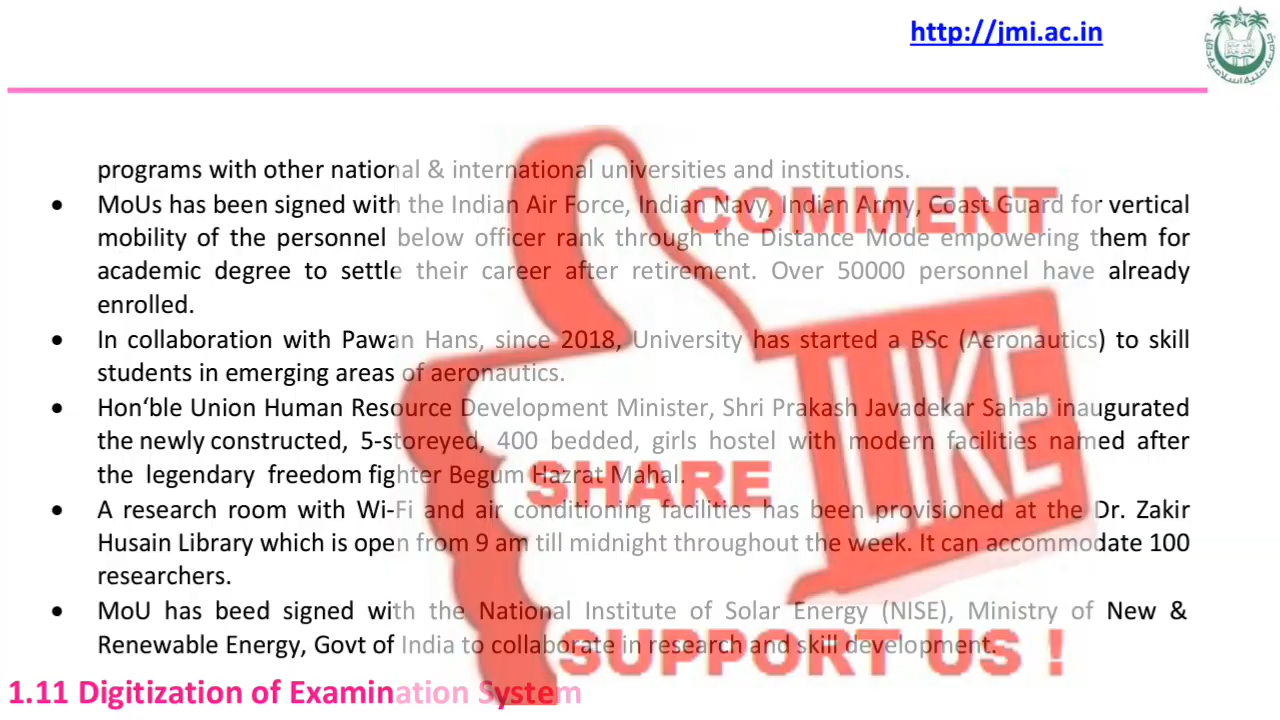 http://jmi.ac.in
programs with other national & international universities and institutions.
• MoUs has been signed with the Indian Air Force, Indian Navy, Indian Army, Coast Guard for vertical
mobility of the personnel below officer rank through the Distance Mode empowering them for
academic degree to settle their career after retirement. Over 50000 personnel have already
enrolled.
• In collaboration with Pawan Hans, since 2018, University has started a BSc (Aeronautics) to skill
students in emerging areas of aeronautics.
• Hon‘ble Union Human Resource Development Minister, Shri Prakash Javadekar Sahab inaugurated
the newly constructed, 5-storeyed, 400 bedded, girls hostel with modern facilities named after
the legendary freedom fighter Begum Hazrat Mahal.
• A research room with Wi-Fi and air conditioning facilities has been provisioned at the Dr. Zakir
Husain Library which is open from 9 am till midnight throughout the week. It can accommodate 100
researchers.
• MoU has beed signed with the National Institute of Solar Energy (NISE), Ministry of New &
Renewable Energy, Govt of India to collaborate in research and skill development.
1.11 Digitization of Examination System
COMMENT
LIKE
SHARE
SUPPORT US !